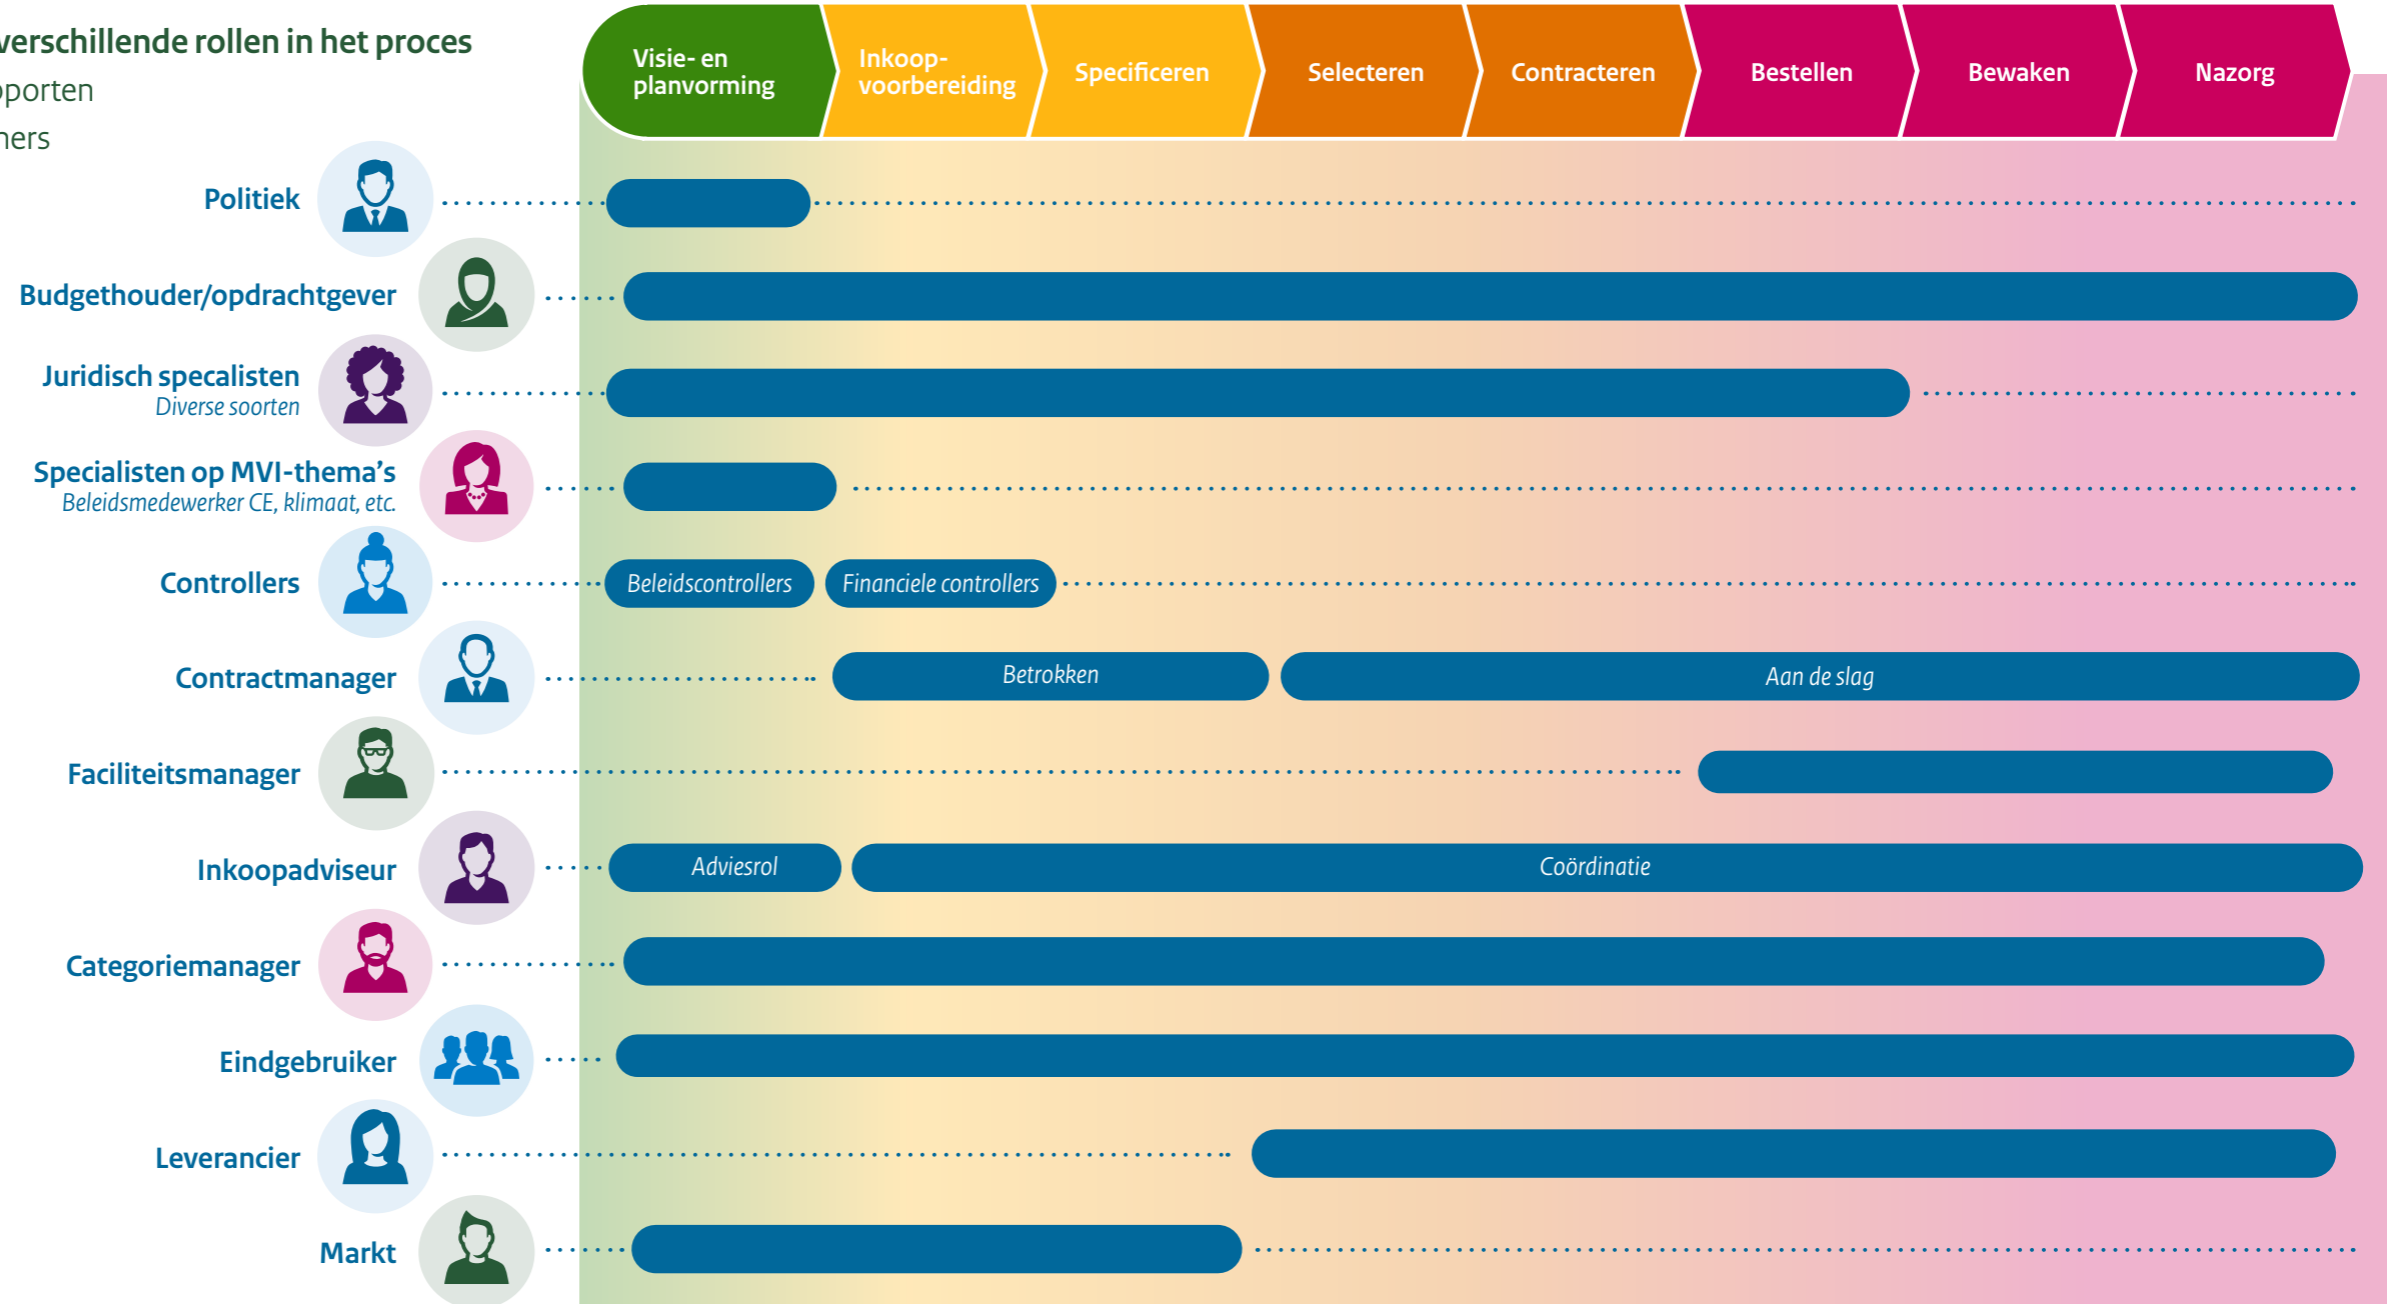 verschillende rollen in het proces
Visie- en
planvorming
Inkoop-
voorbereiding
Specificeren
Selecteren
Contracteren
Bestellen
Bewaken
Nazorg
Politiek
Budgethouder/opdrachtgever
Juridisch specalisten
Diverse soorten
Specialisten op MVI-thema's
Beleidsmedewerker CE, klimaat, etc.
Controllers
Beleidscontrollers
Financiele controllers
Contractmanager
Betrokken
Aan de slag
Faciliteitsmanager
Inkoopadviseur
Adviesrol
Coördinatie
Categoriemanager
Eindgebruiker
Leverancier
Markt